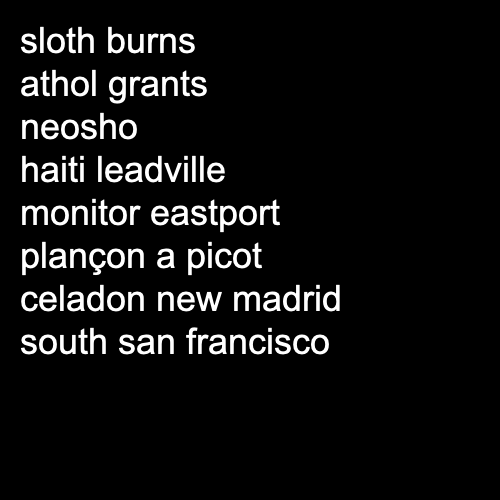 sloth burns
athol grants
neosho
haiti leadville
monitor eastport
plançon a picot
celadon new madrid
south san francisco